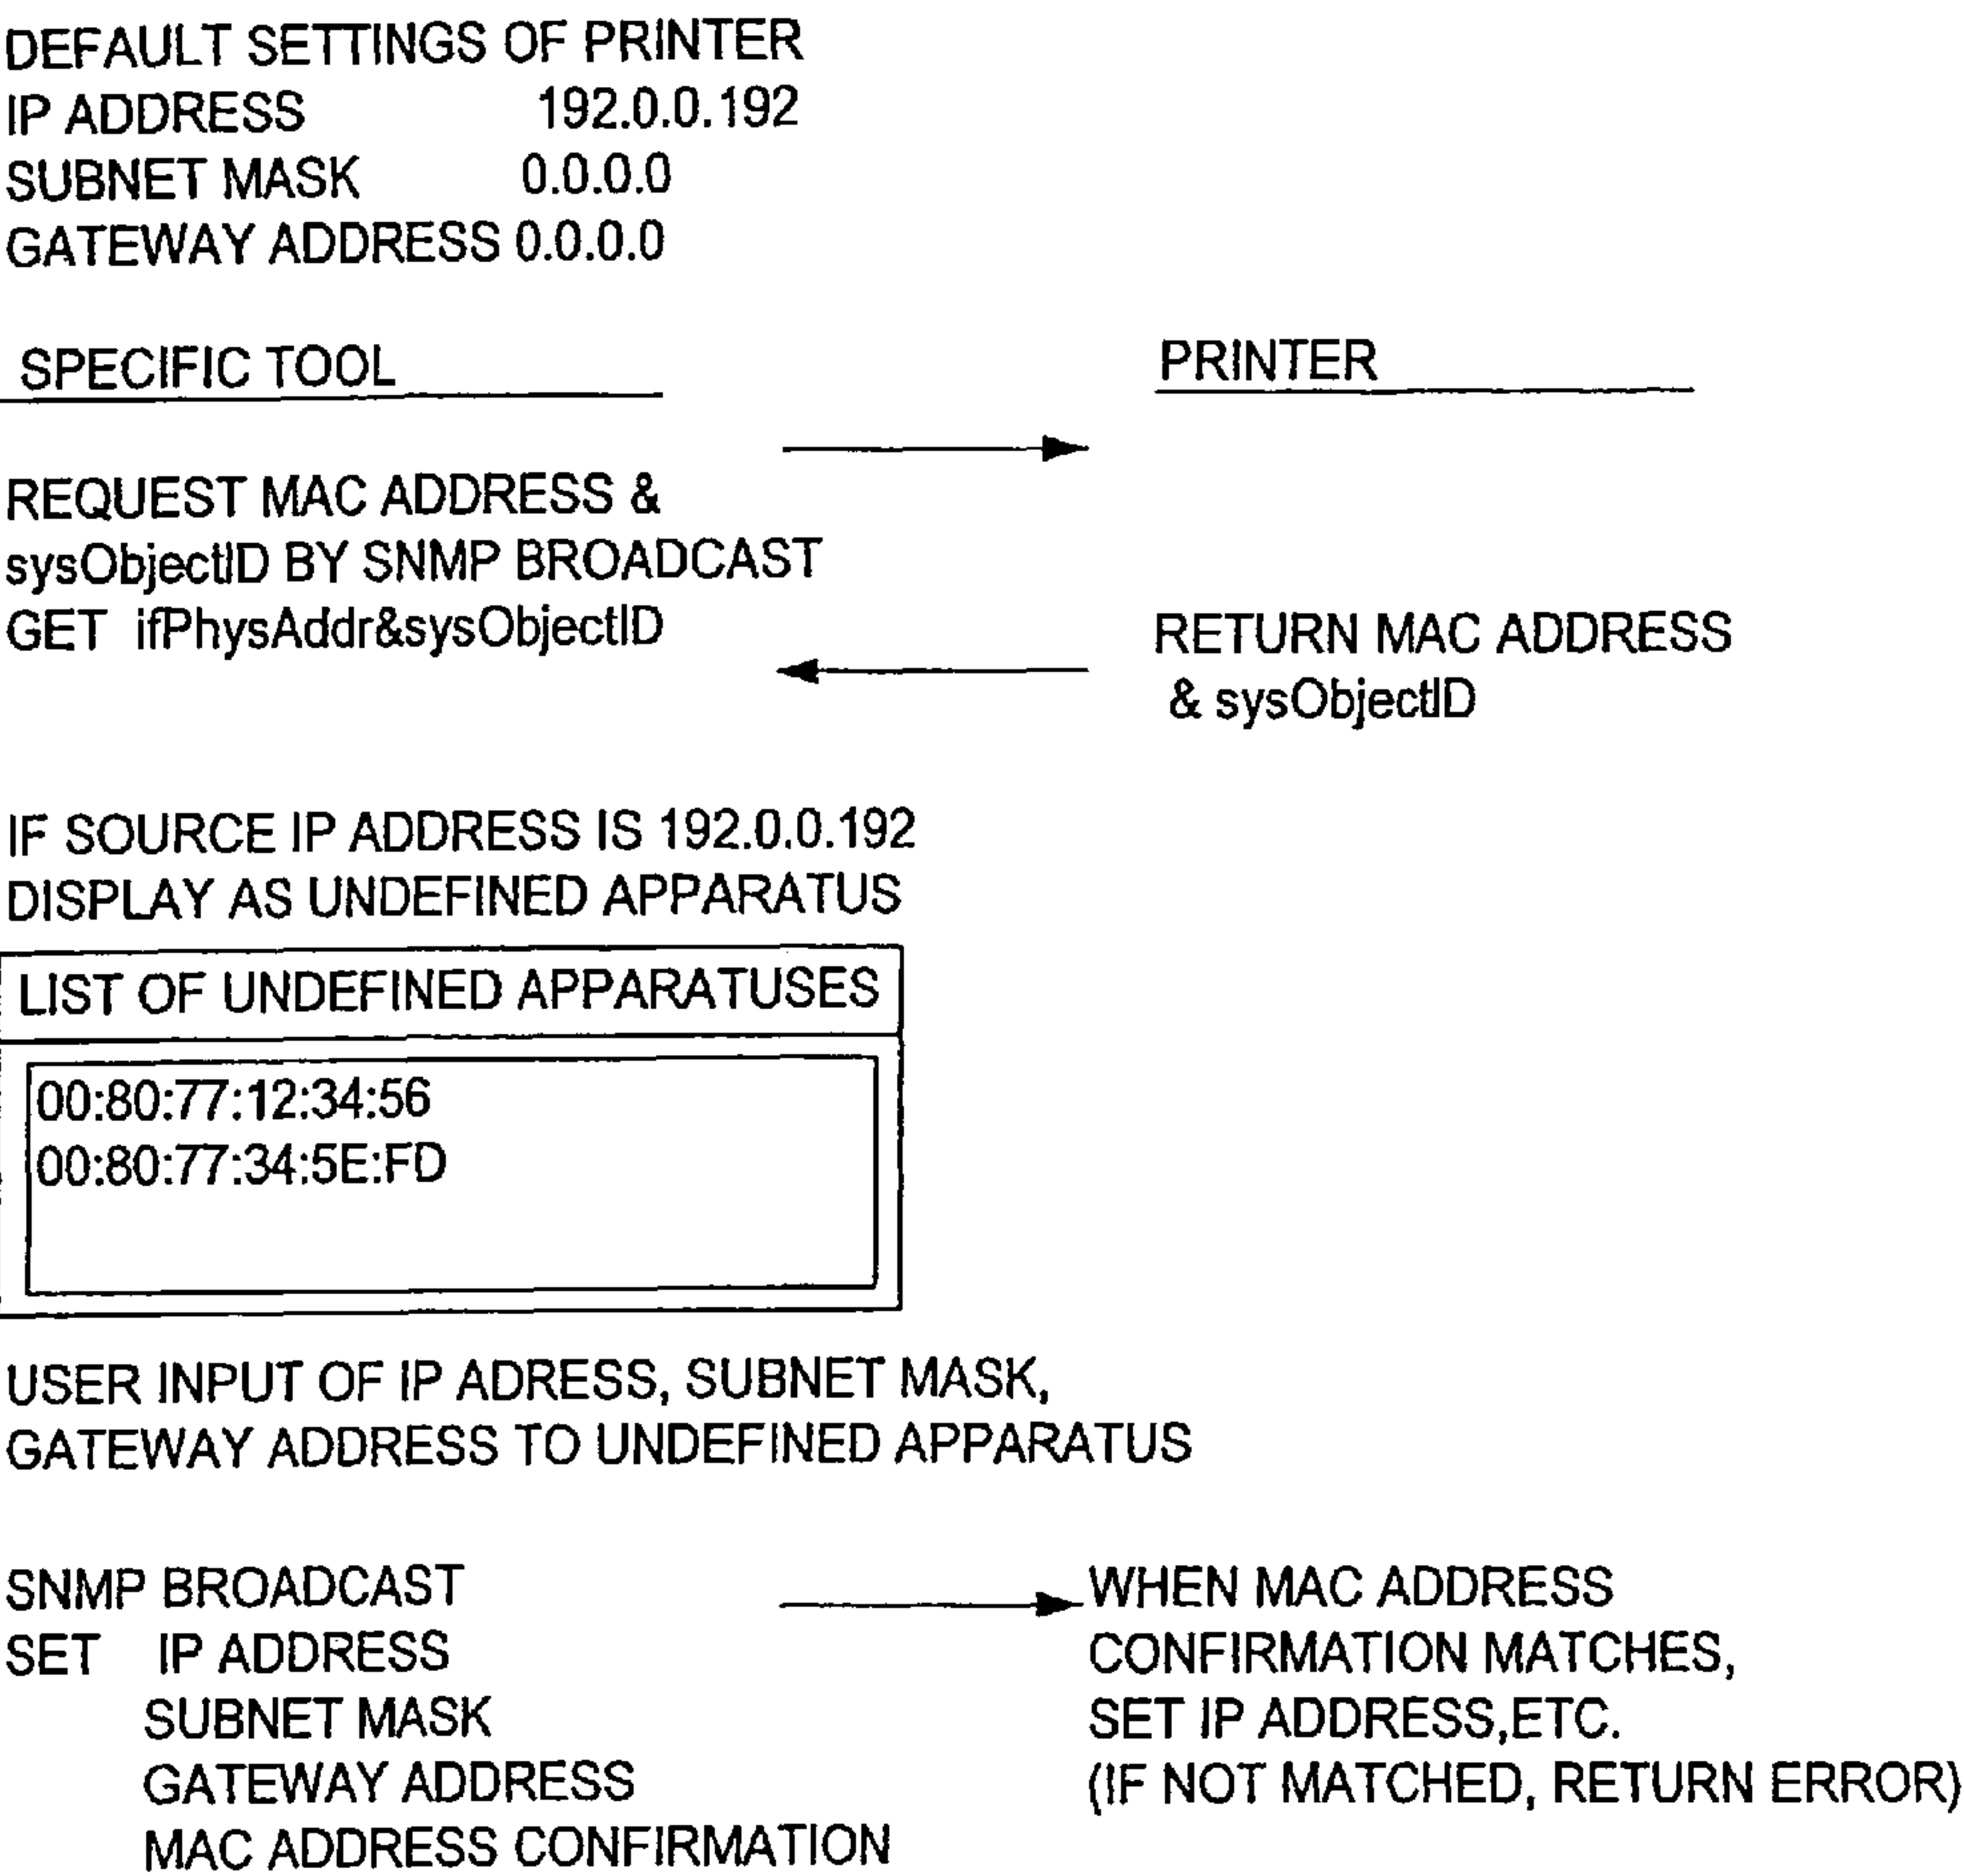 DEFAULT SETTINGS OF PRINTER
IP ADDRESS 192.0.0.192
SUBNET MASK 0.0.0.0
GATEWAY ADDRESS 0.0.0.0
SPECIFIC TOOL
PRINTER
REQUEST MAC ADDRESS &
sysObjectID BY SNMP BROADCAST
GET ifPhysAddr&sysObjectID
RETURN MAC ADDRESS
& sysObjectID
IF SOURCE IP ADDRESS IS 192.0.0.192
DISPLAY AS UNDEFINED APPARATUS
LIST OF UNDEFINED APPARATUSES
00:80:77:12:34:56
00:80:77:34:5E:FD
USER INPUT OF IP ADRESS, SUBNET MASK,
GATEWAY ADDRESS TO UNDEFINED APPARATUS
SNMP BROADCAST
SET IP ADDRESS
SUBNET MASK
GATEWAY ADDRESS
MAC ADDRESS CONFIRMATION
WHEN MAC ADDRESS
CONFIRMATION MATCHES,
SET IP ADDRESS,ETC.
(IF NOT MATCHED, RETURN ERROR)